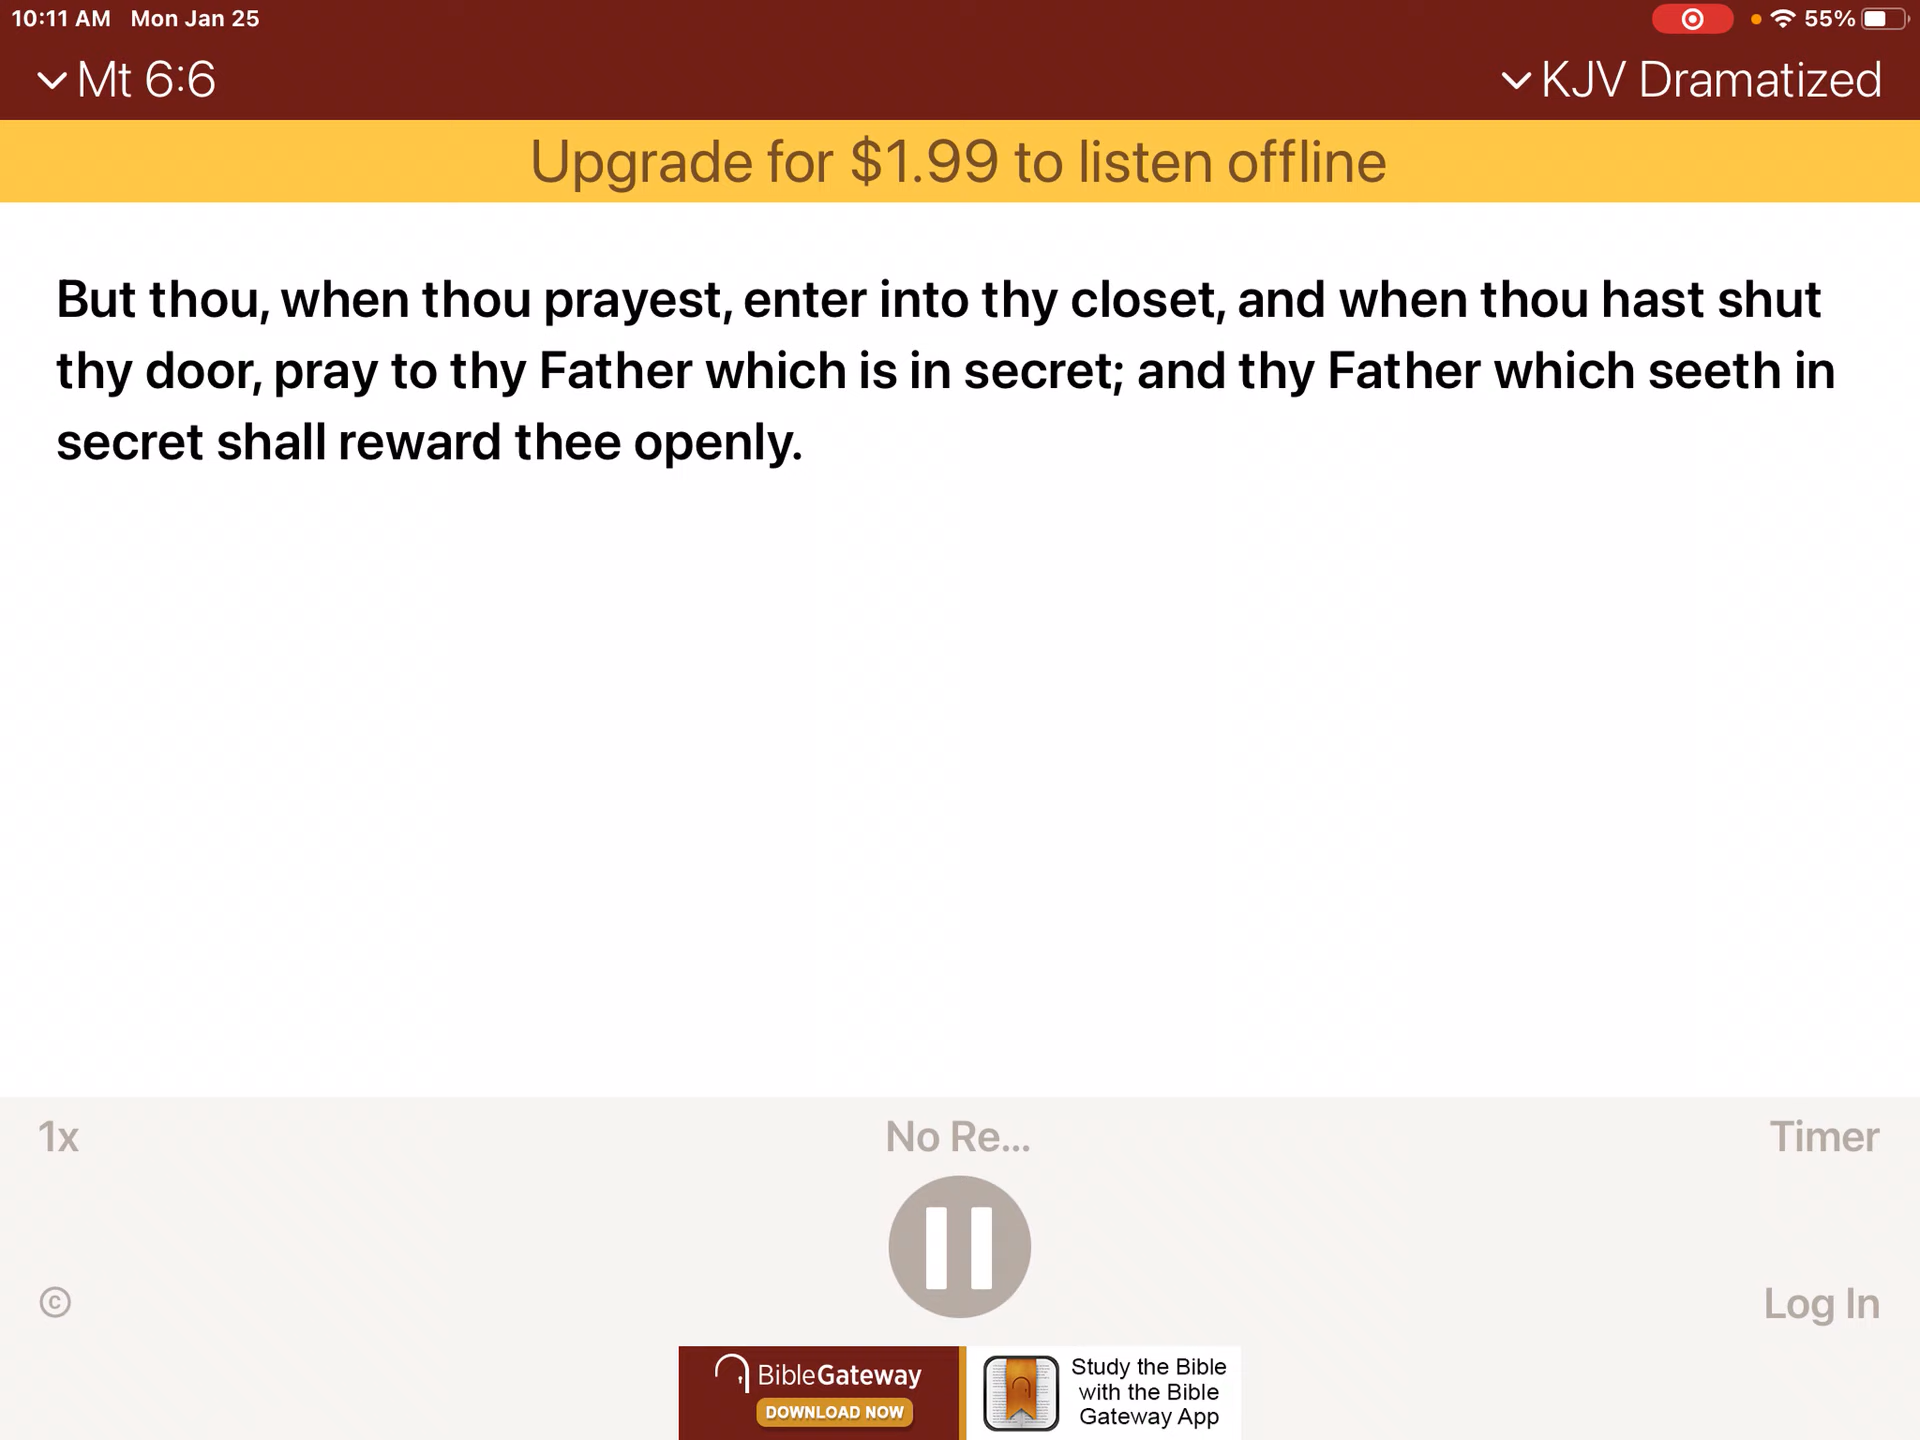 10:11 AM Mon Jan 25
55%
Mt 6:6
KJV Dramatized
Upgrade for $1.99 to listen offline
But thou, when thou prayest, enter into thy closet, and when thou hast shut
thy door, pray to thy Father which is in secret; and thy Father which seeth in
secret shall reward thee openly.
1x
No Re...
Timer
©
Log In
BibleGateway
DOWNLOAD NOW
Study the Bible
with the Bible
Gateway App